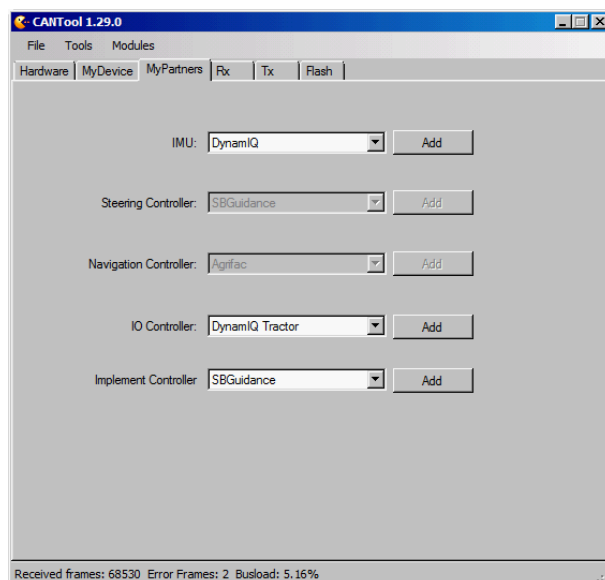 CANTool 1.29.0
File Tools Modules
Hardware MyDevice MyPartners Rx Tx Flash
IMU: DynamIQ Add
Steering Controller: SBGuidance Add
Navigation Controller: Agrifac Add
IO Controller: DynamIQ Tractor Add
Implement Controller SBGuidance Add
Received frames: 68530 Error Frames: 2 Busload: 5.16%